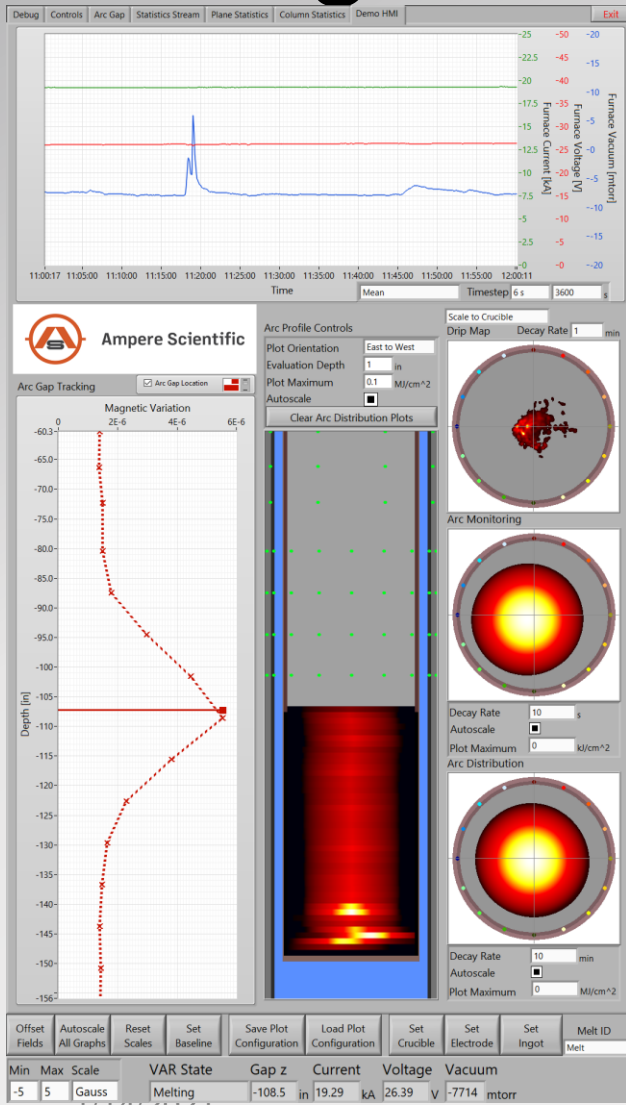 Debug Controls Arc Gap Statistics Stream Plane Statistics Column Statistics Demo HMI Exit
-25 -50 -20
-22.5 -45 -15
-20 -40 -10
-17.5 -35 -5
-15 -30
-12.5 -25 -0
-10 -20 --5
-7.5 -15 --10
-5 -10
-2.5 -5 --15
-0 -0 --20
Furnace Current [kA]
Furnace Voltage [V]
Furnace Vacuum [mtorr]
11:00:17 11:05:00 11:10:00 11:15:00 11:20:00 11:25:00 11:30:00 11:35:00 11:40:00 11:45:00 11:50:00 11:55:00 12:00:11
Time
Mean Timestep 6 s 3600 s
Ampere Scientific
Arc Gap Tracking
Arc Gap Location
Magnetic Variation
0 2E-6 4E-6 6E-6
Depth [in]
-60.3
-65.0
-70.0
-75.0
-80.0
-85.0
-90.0
-95.0
-100
-105
-110
-115
-120
-125
-130
-135
-140
-145
-150
-156
Arc Profile Controls
Plot Orientation East to West
Evaluation Depth 1 in
Plot Maximum 0.1 MJ/cm^2
Autoscale
Clear Arc Distribution Plots
Scale to Crucible
Drip Map Decay Rate 1 min
Arc Monitoring
Decay Rate 10 s
Autoscale
Plot Maximum 0 kJ/cm^2
Arc Distribution
Decay Rate 10 min
Autoscale
Plot Maximum 0 MJ/cm^2
Offset Fields
Autoscale All Graphs
Reset Scales
Set Baseline
Save Plot Configuration
Load Plot Configuration
Set Crucible
Set Electrode
Set Ingot
Melt ID
Melt
Min Max Scale VAR State Gap z Current Voltage Vacuum
-5 5 Gauss Melting -108.5 in 19.29 kA 26.39 V -7714 mtorr